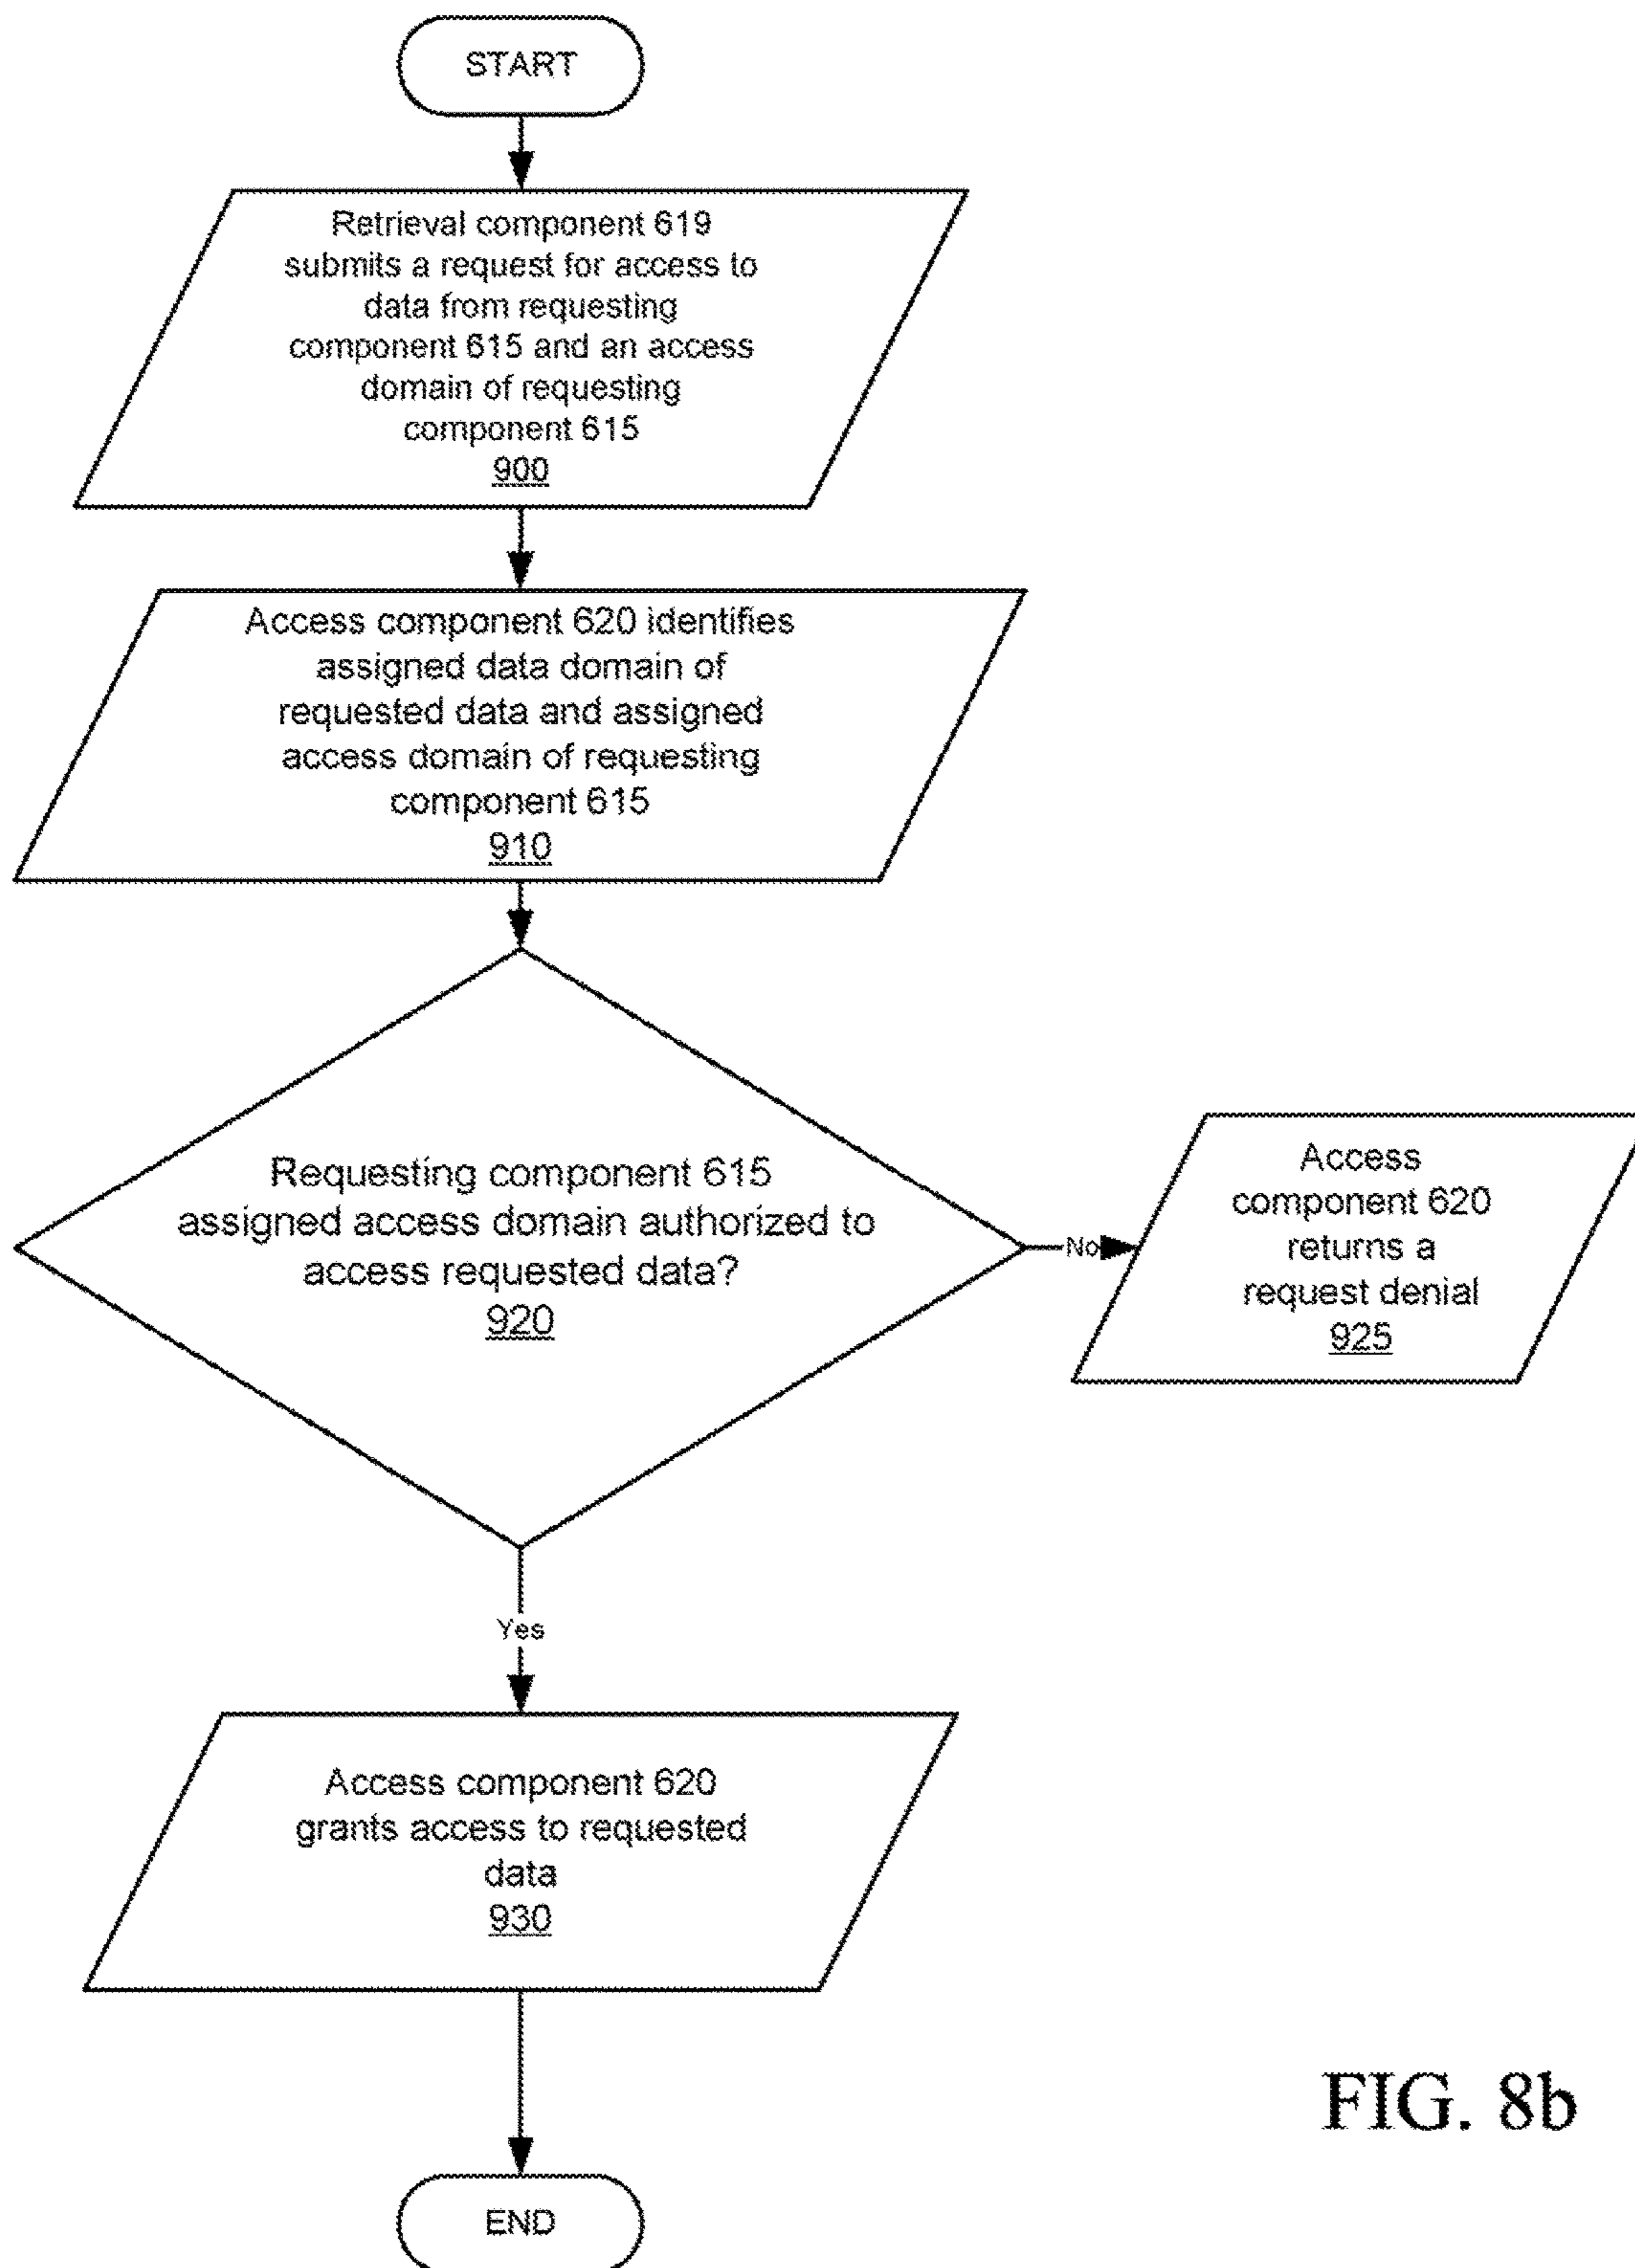 START
Retrieval component 619
submits a request for access to
data from requesting
component 615 and an access
domain of requesting
component 615
900
Access component 620 identifies
assigned data domain of
requested data and assigned
access domain of requesting
component 615
910
Requesting component 615
assigned access domain authorized to
access requested data?
920
No
Access
component 620
returns a
request denial
925
Yes
Access component 620
grants access to requested
data
930
END
FIG. 8b